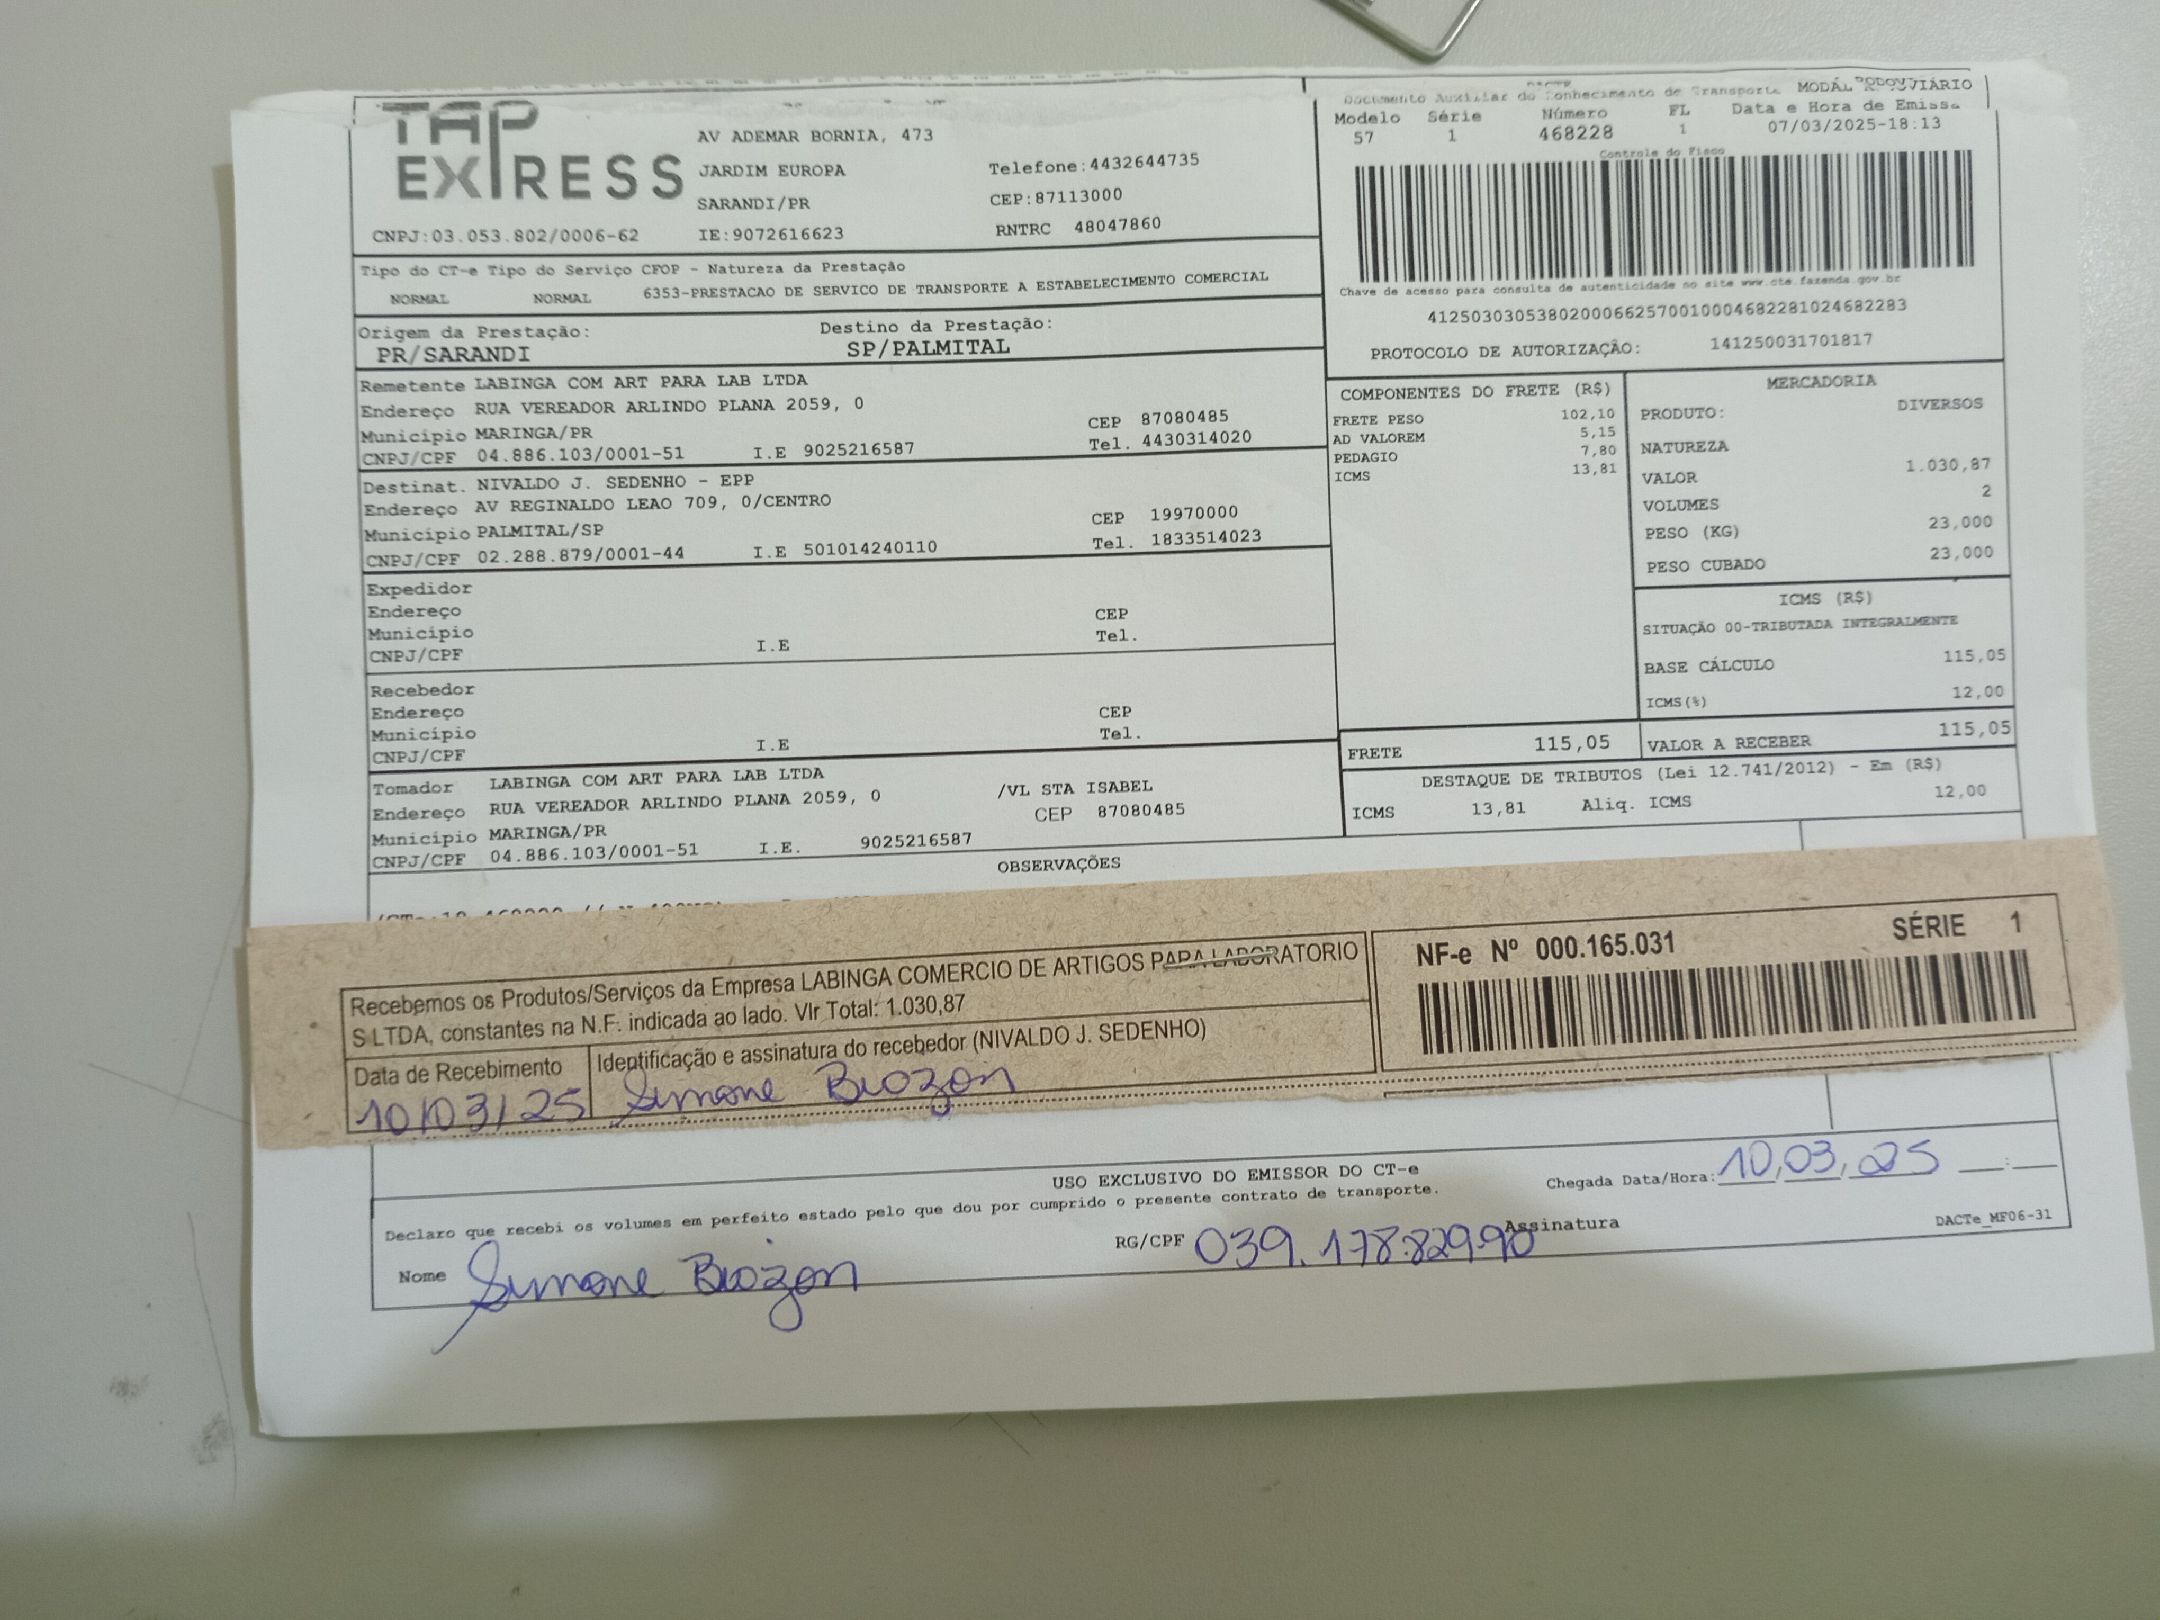 TAP
EXPRESS
AV ADEMAR BORNIA, 473
JARDIM EUROPA
SARANDI/PR
Telefone:4432644735
CEP:87113000
CNPJ:03.053.802/0006-62 IE:9072616623 RNTRC 48047860
Documento Auxiliar do Conhecimento de Transporte MODAL RODOVIÁRIO
Modelo Série Número FL Data e Hora de Emissa
57 1 468228 1 07/03/2025-18:13
Controle do Fisco
Chave de acesso para consulta de autenticidade no site www.cte.fazenda.gov.br
41250303053802000662570010004682281024682283
PROTOCOLO DE AUTORIZAÇÃO: 141250031701817
Tipo do CT-e Tipo do Serviço CFOP - Natureza da Prestação
NORMAL NORMAL 6353-PRESTACAO DE SERVICO DE TRANSPORTE A ESTABELECIMENTO COMERCIAL
Origem da Prestação: Destino da Prestação:
PR/SARANDI SP/PALMITAL
Remetente LABINGA COM ART PARA LAB LTDA
Endereço RUA VEREADOR ARLINDO PLANA 2059, 0 CEP 87080485
Município MARINGA/PR Tel. 4430314020
CNPJ/CPF 04.886.103/0001-51 I.E 9025216587
Destinat. NIVALDO J. SEDENHO - EPP
Endereço AV REGINALDO LEAO 709, 0/CENTRO CEP 19970000
Município PALMITAL/SP Tel. 1833514023
CNPJ/CPF 02.288.879/0001-44 I.E 501014240110
Expedidor
Endereço CEP
Município Tel.
CNPJ/CPF I.E
Recebedor
Endereço CEP
Município Tel.
CNPJ/CPF I.E
Tomador LABINGA COM ART PARA LAB LTDA /VL STA ISABEL
Endereço RUA VEREADOR ARLINDO PLANA 2059, 0 CEP 87080485
Município MARINGA/PR
CNPJ/CPF 04.886.103/0001-51 I.E. 9025216587
COMPONENTES DO FRETE (R$)
FRETE PESO 102,10
AD VALOREM 5,15
PEDAGIO 7,80
ICMS 13,81
MERCADORIA
PRODUTO: DIVERSOS
NATUREZA
VALOR 1.030,87
VOLUMES 2
PESO (KG) 23,000
PESO CUBADO 23,000
ICMS (R$)
SITUAÇÃO 00-TRIBUTADA INTEGRALMENTE
BASE CÁLCULO 115,05
ICMS(%) 12,00
FRETE 115,05 VALOR A RECEBER 115,05
DESTAQUE DE TRIBUTOS (Lei 12.741/2012) - Em (R$)
ICMS 13,81 Aliq. ICMS 12,00
OBSERVAÇÕES
Recebemos os Produtos/Serviços da Empresa LABINGA COMERCIO DE ARTIGOS PARA LABORATORIO
S LTDA, constantes na N.F. indicada ao lado. Vlr Total: 1.030,87
Data de Recebimento Identificação e assinatura do recebedor (NIVALDO J. SEDENHO)
10/03/25 Simone Biozon
NF-e Nº 000.165.031 SÉRIE 1
USO EXCLUSIVO DO EMISSOR DO CT-e
Declaro que recebi os volumes em perfeito estado pelo que dou por cumprido o presente contrato de transporte.
Chegada Data/Hora: 10,03,25 __:__
Nome Simone Biozon RG/CPF 039.178.829-90 Assinatura DACTe_MF06-31